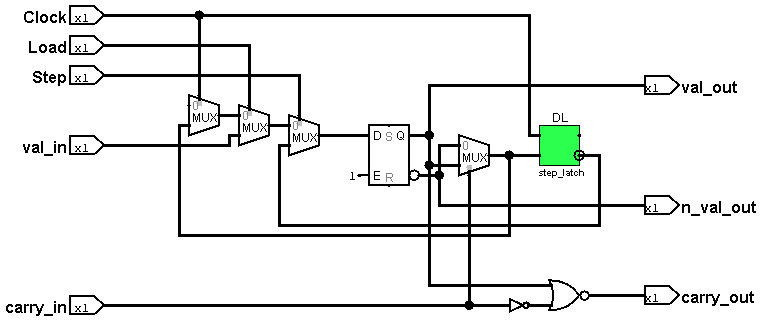 Clock x1
Load x1
Step x1
val_in x1
carry_in x1
0 MUX
0 MUX
0 MUX
D S Q
E R
1
0 MUX
DL
step_latch
x1 val_out
x1 n_val_out
x1 carry_out